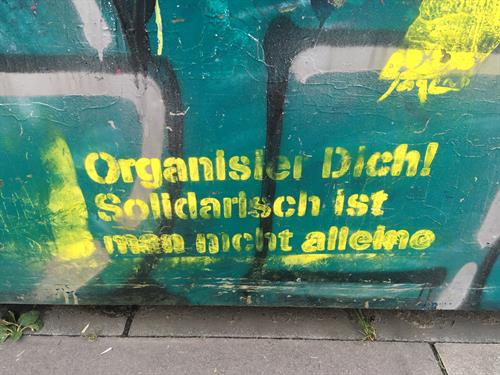 Organisier Dich!
Solidarisch ist
man nicht alleine